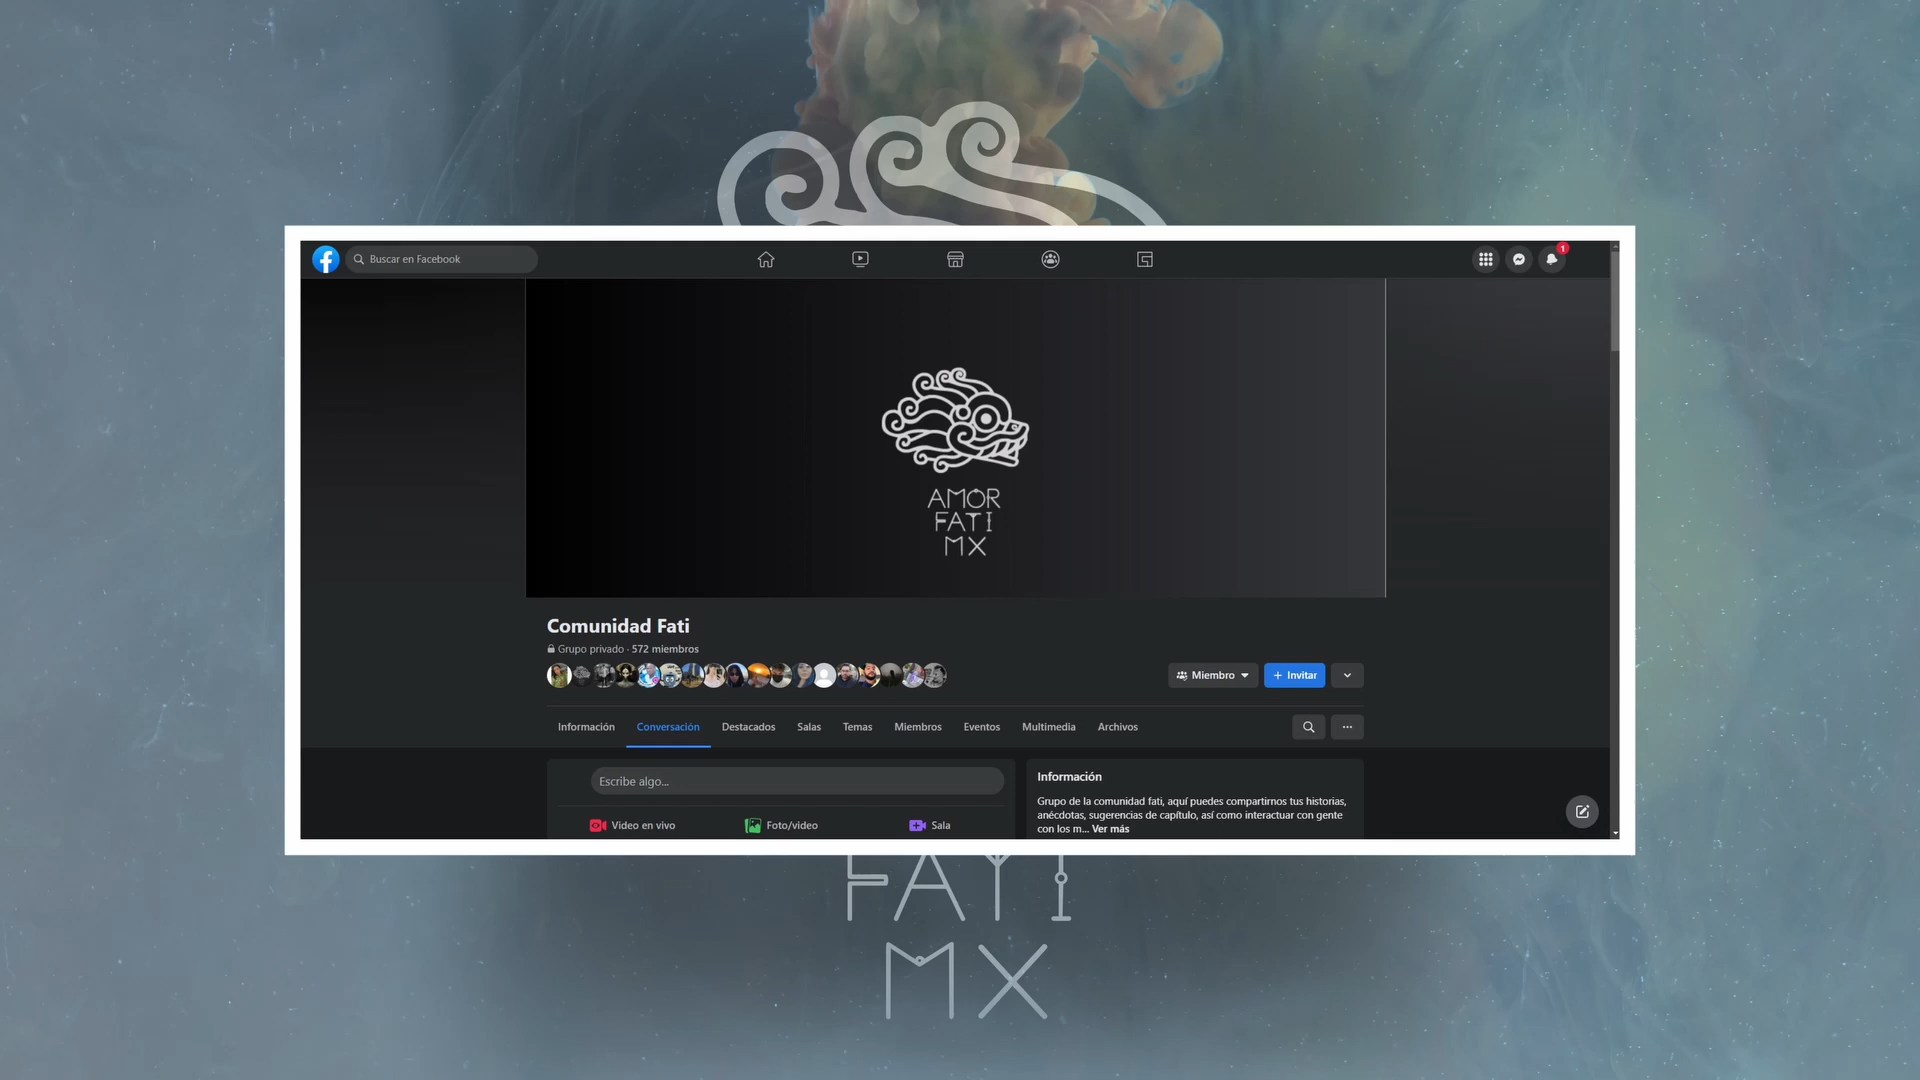 Buscar en Facebook
1
AMOR
FATI
MX
Comunidad Fati
Grupo privado · 572 miembros
Miembro
+ Invitar
Información
Conversación
Destacados
Salas
Temas
Miembros
Eventos
Multimedia
Archivos
Escribe algo...
Video en vivo
Foto/video
Sala
Información
Grupo de la comunidad fati, aquí puedes compartirnos tus historias,
anécdotas, sugerencias de capítulo, así como interactuar con gente
con los m... Ver más
FATI
MX